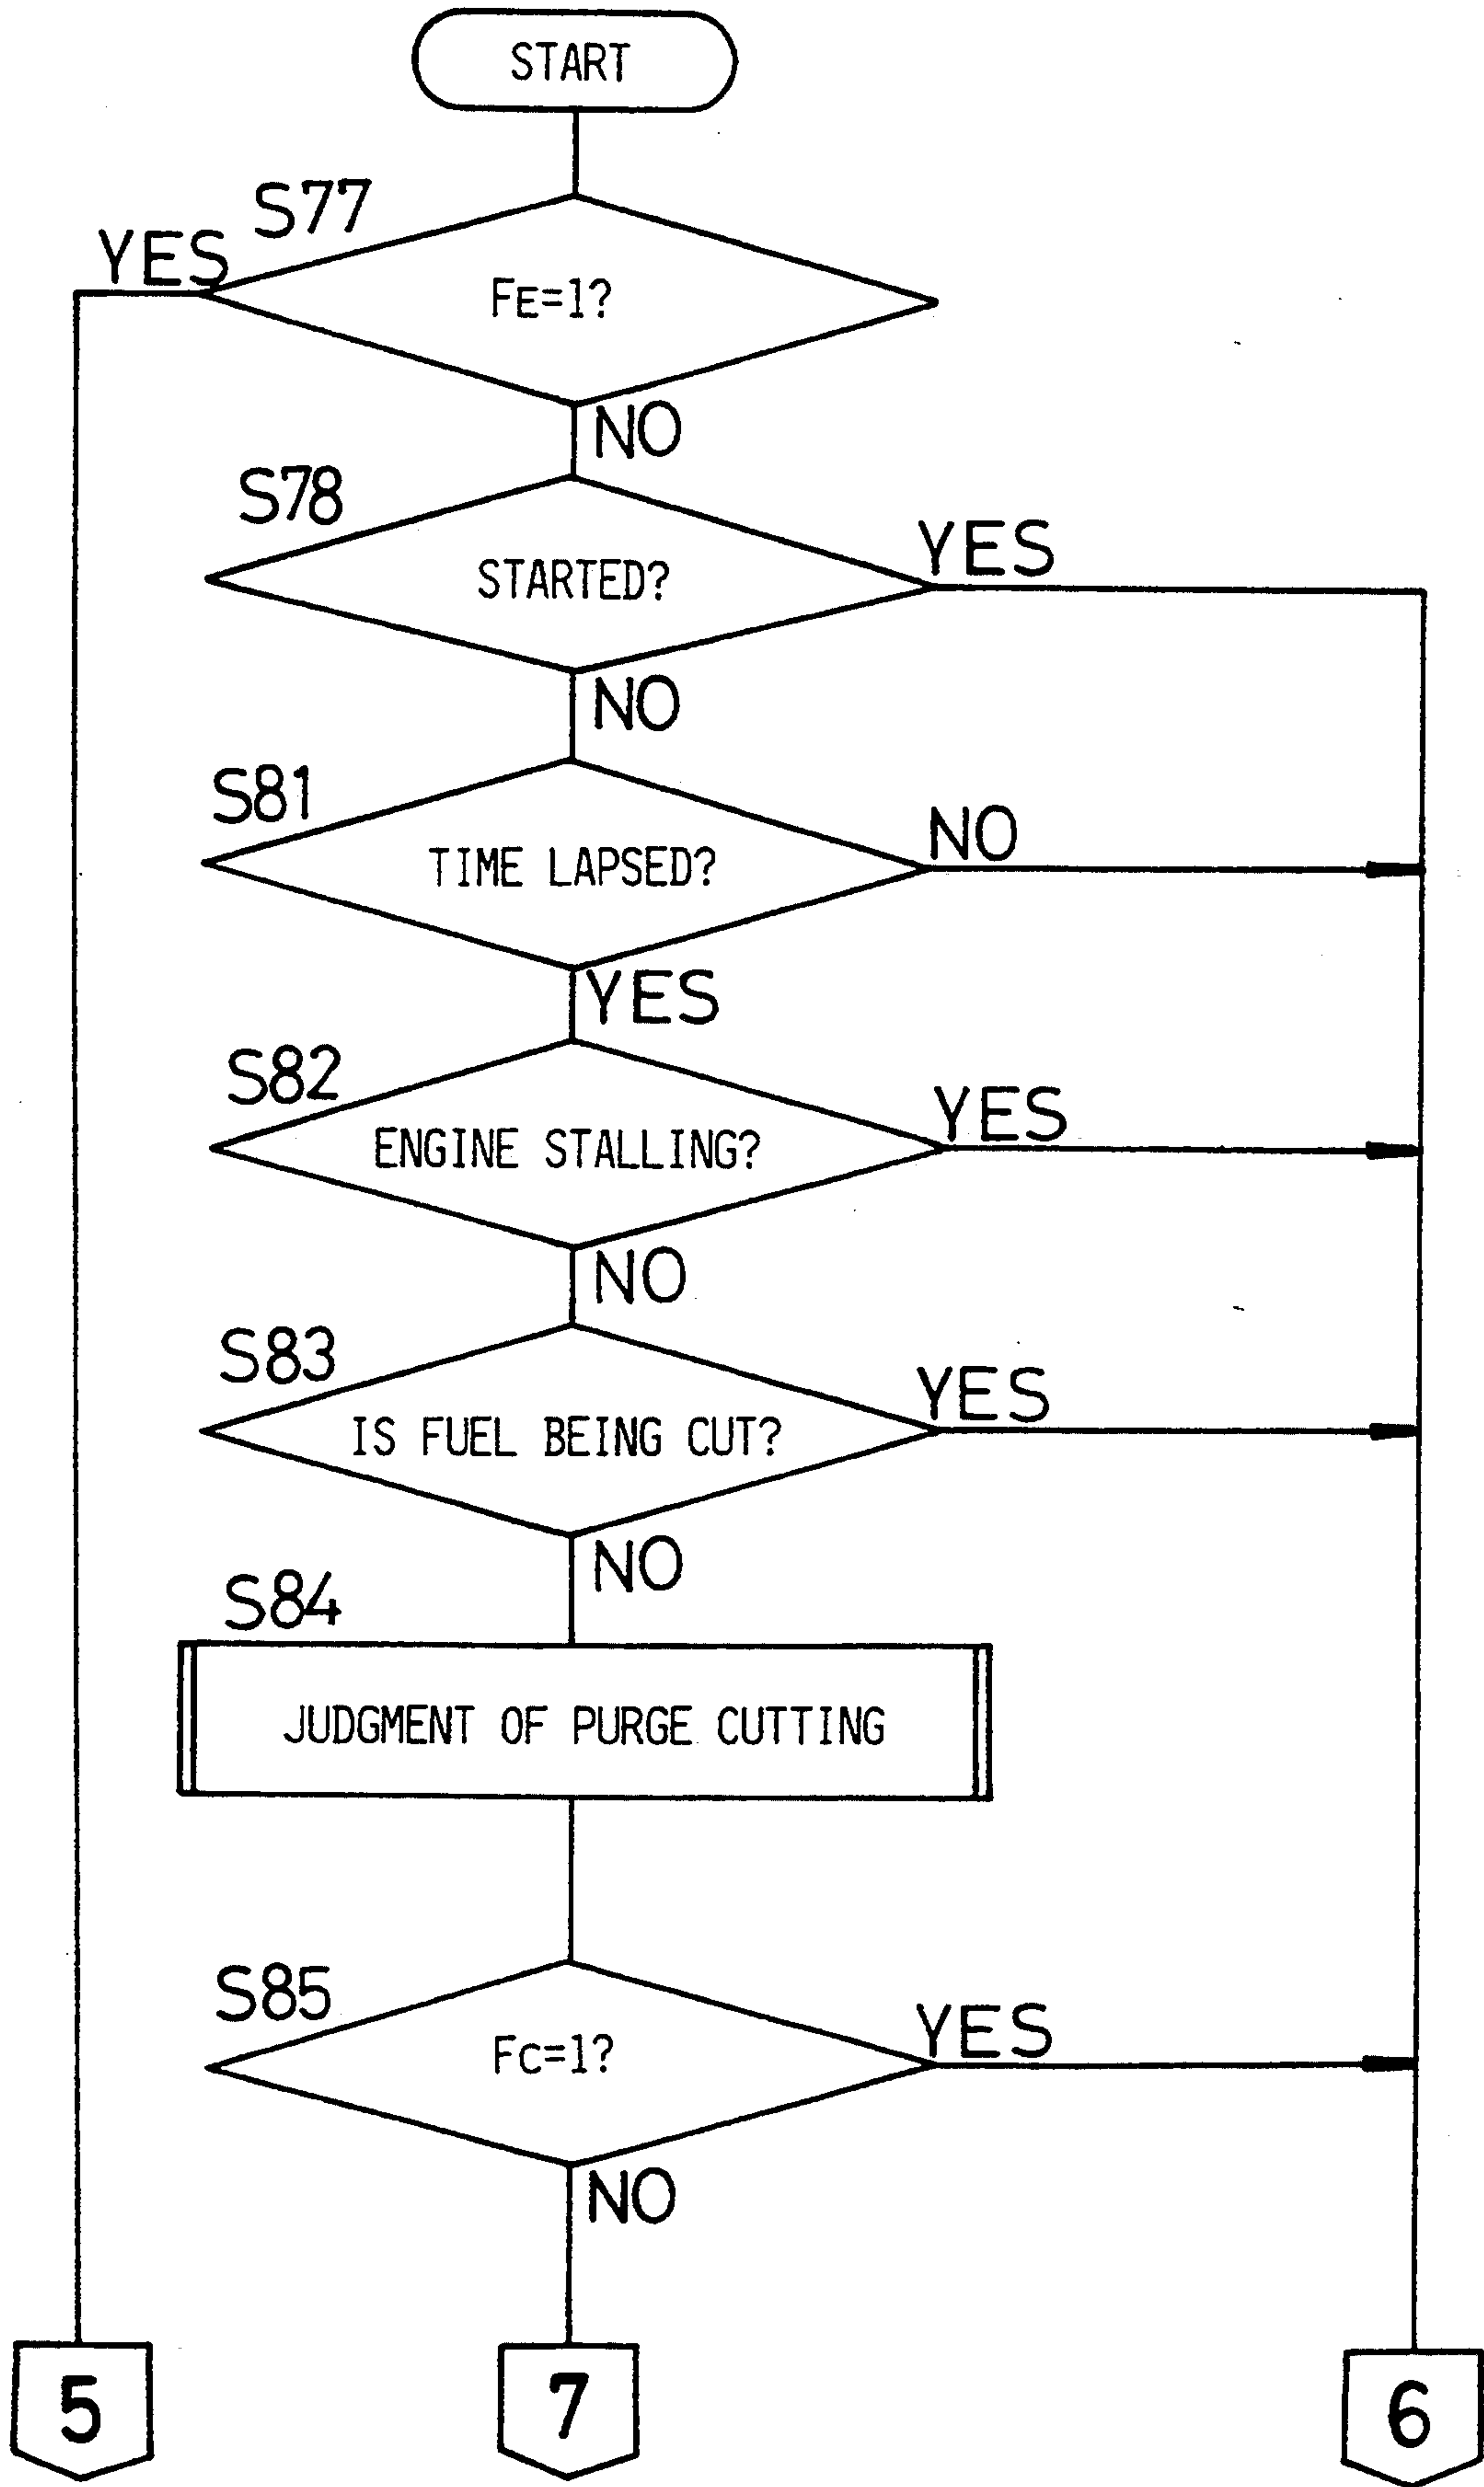 START
S77
YES
FE=1?
NO
S78
STARTED?
YES
NO
S81
TIME LAPSED?
NO
YES
S82
ENGINE STALLING?
YES
NO
S83
IS FUEL BEING CUT?
YES
NO
S84
JUDGMENT OF PURGE CUTTING
S85
FC=1?
YES
NO
5
7
6